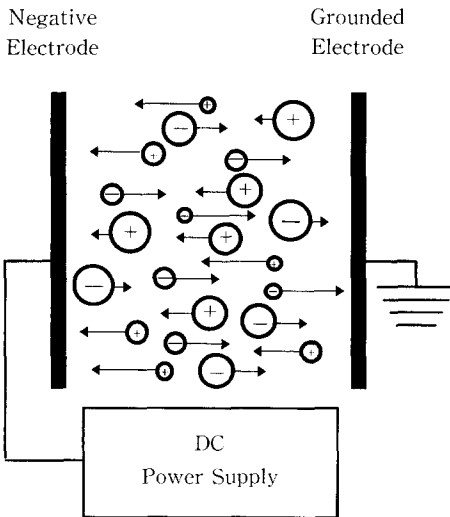 Negative
Electrode
Grounded
Electrode
DC
Power Supply